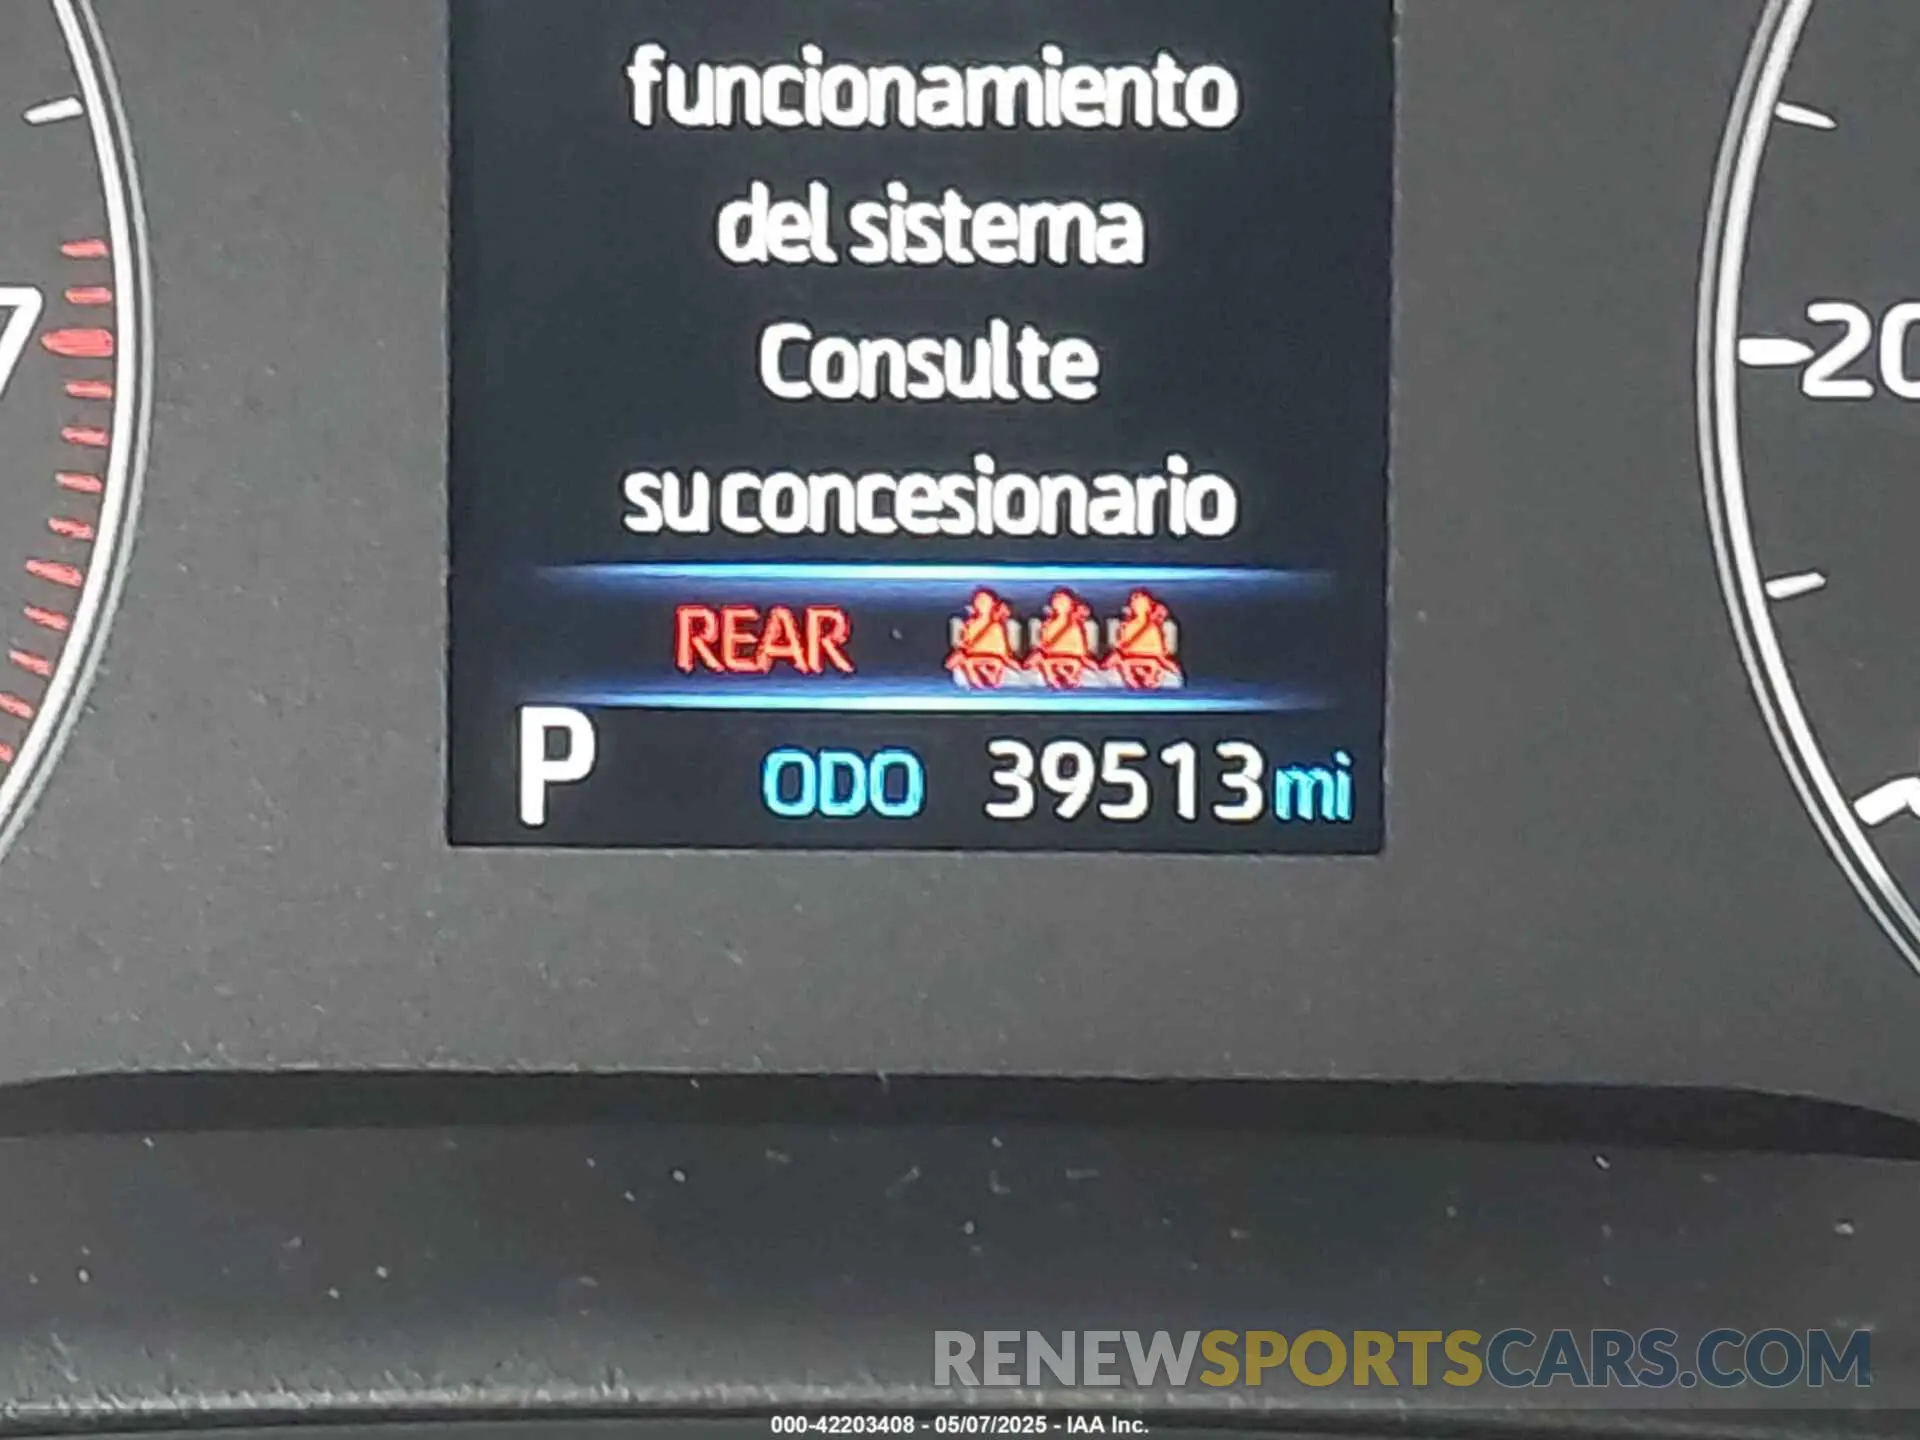 funcionamiento
del sistema
Consulte
su concesionario
REAR
P ODO 39513 mi
7
20
RENEWSPORTSCARS.COM
000-42203408 - 05/07/2025 - IAA Inc.